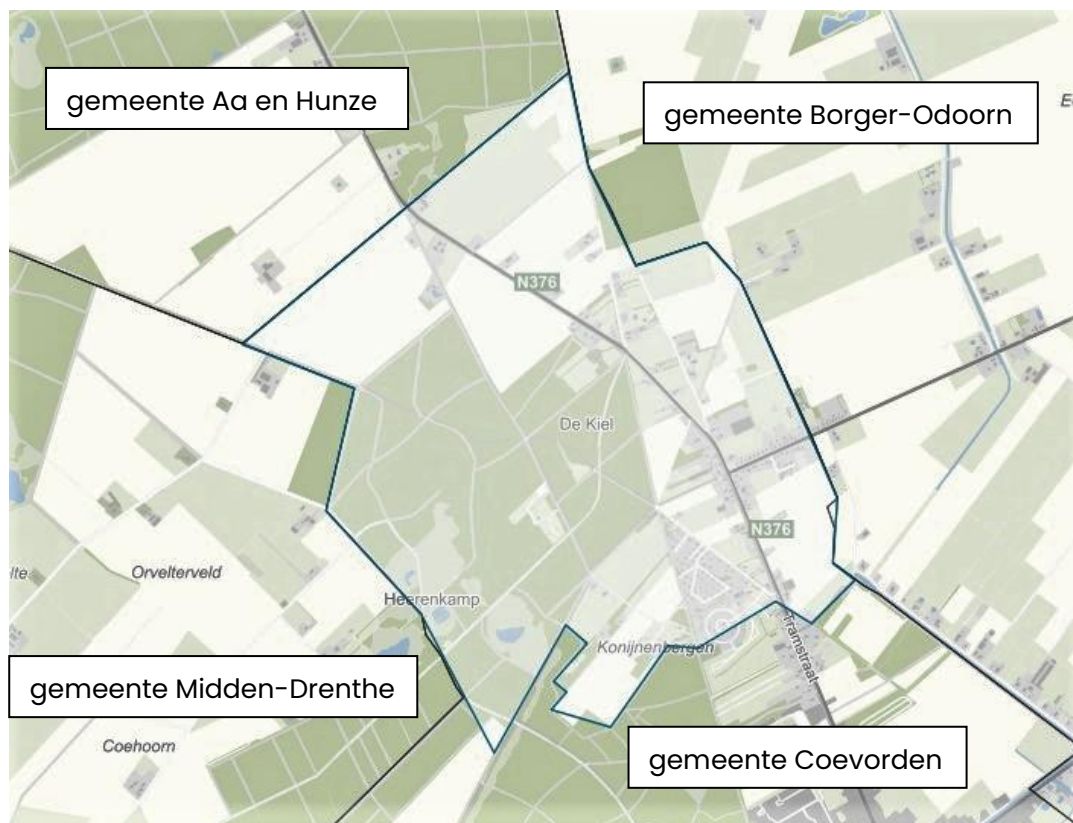 gemeente Aa en Hunze
gemeente Borger-Odoorn
N376
De Kiel
N376
Orvelterveld
Heerenkamp
Konijnenbergen
Tramstraat
gemeente Midden-Drenthe
Coehoorn
gemeente Coevorden